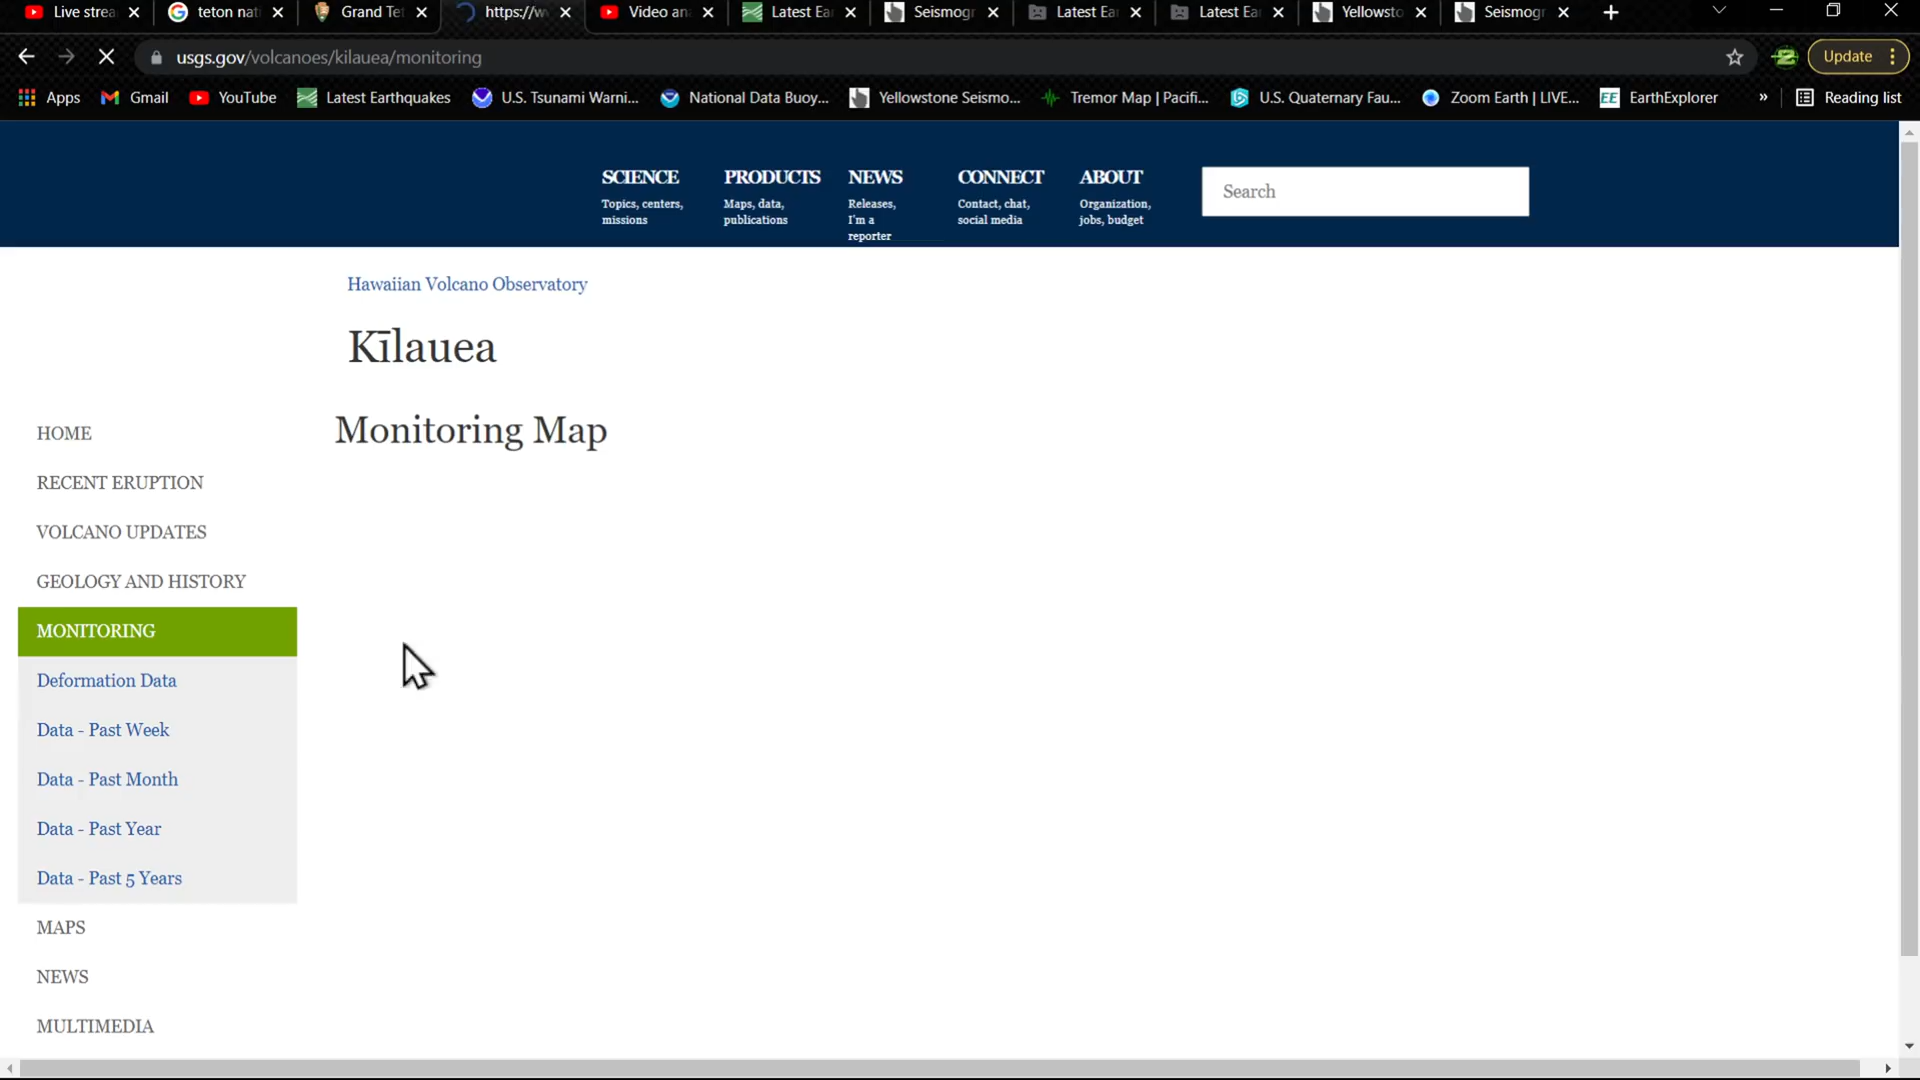 Live strea
teton nat
Grand Tet
https://w
Video an
Latest Ea
Seismogr
Latest Ea
Latest Ea
Yellowsto
Seismogr
usgs.gov/volcanoes/kilauea/monitoring
Update
Apps
Gmail
YouTube
Latest Earthquakes
U.S. Tsunami Warni...
National Data Buoy...
Yellowstone Seismo...
Tremor Map | Pacifi...
U.S. Quaternary Fau...
Zoom Earth | LIVE...
EE EarthExplorer
»
Reading list
SCIENCE
Topics, centers,
missions
PRODUCTS
Maps, data,
publications
NEWS
Releases,
I'm a
reporter
CONNECT
Contact, chat,
social media
ABOUT
Organization,
jobs, budget
Search
Hawaiian Volcano Observatory
Kīlauea
Monitoring Map
HOME
RECENT ERUPTION
VOLCANO UPDATES
GEOLOGY AND HISTORY
MONITORING
Deformation Data
Data - Past Week
Data - Past Month
Data - Past Year
Data - Past 5 Years
MAPS
NEWS
MULTIMEDIA